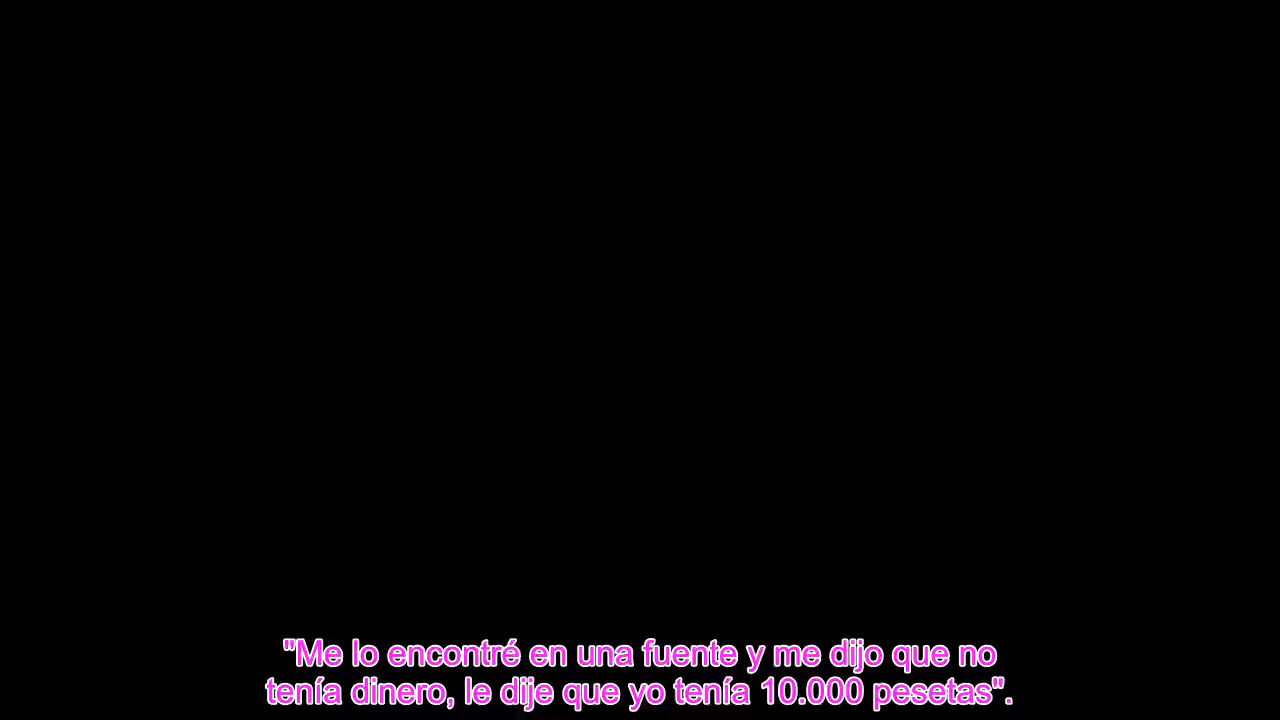 "Me lo encontré en una fuente y me dijo que no
tenía dinero, le dije que yo tenía 10.000 pesetas".